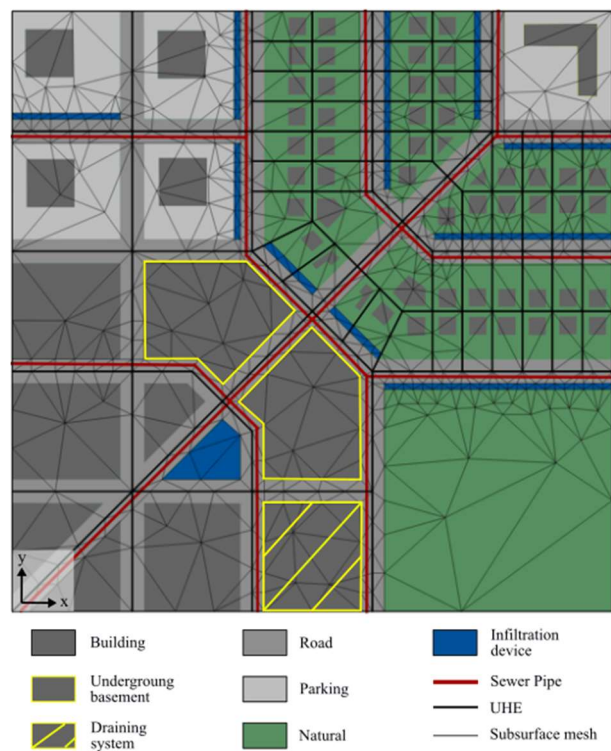 y
x
Building
Road
Infiltration
device
Undergroung
basement
Parking
Sewer Pipe
UHE
Draining
system
Natural
Subsurface mesh